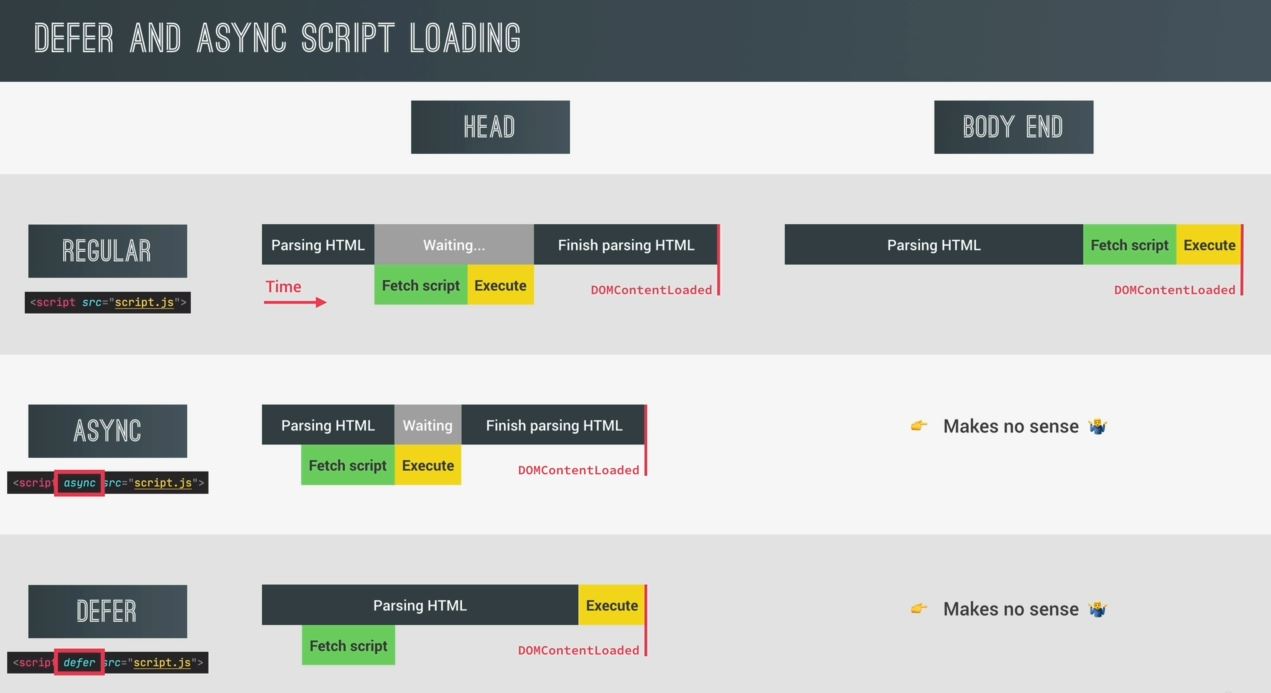 DEFER AND ASYNC SCRIPT LOADING
HEAD
BODY END
REGULAR
<script src="script.js">
Parsing HTML
Waiting...
Finish parsing HTML
Fetch script
Execute
Time
DOMContentLoaded
Parsing HTML
Fetch script
Execute
DOMContentLoaded
ASYNC
<script async src="script.js">
Parsing HTML
Waiting
Finish parsing HTML
Fetch script
Execute
DOMContentLoaded
👉 Makes no sense 🤷‍♂️
DEFER
<script defer src="script.js">
Parsing HTML
Execute
Fetch script
DOMContentLoaded
👉 Makes no sense 🤷‍♂️